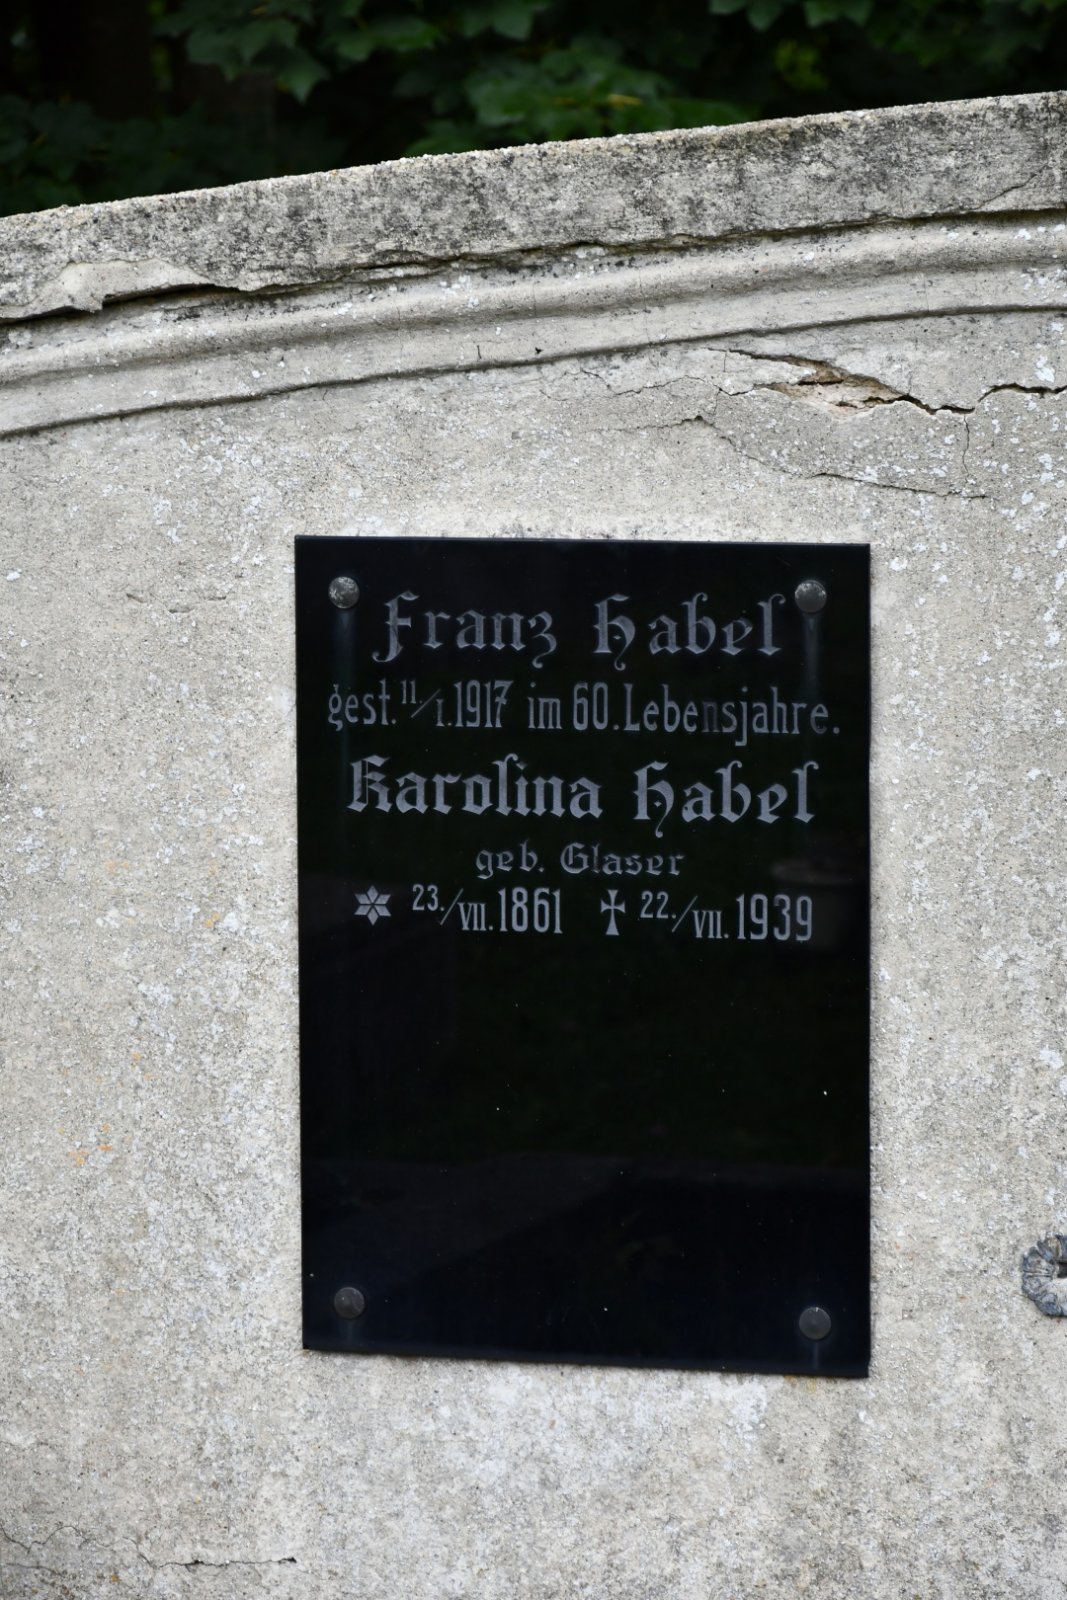 Franz Habel
gest. 11./I. 1917 im 60. Lebensjahre.
Karolina Habel
geb. Glaser
✶ 23./VII. 1861 ✝ 22./VII. 1939